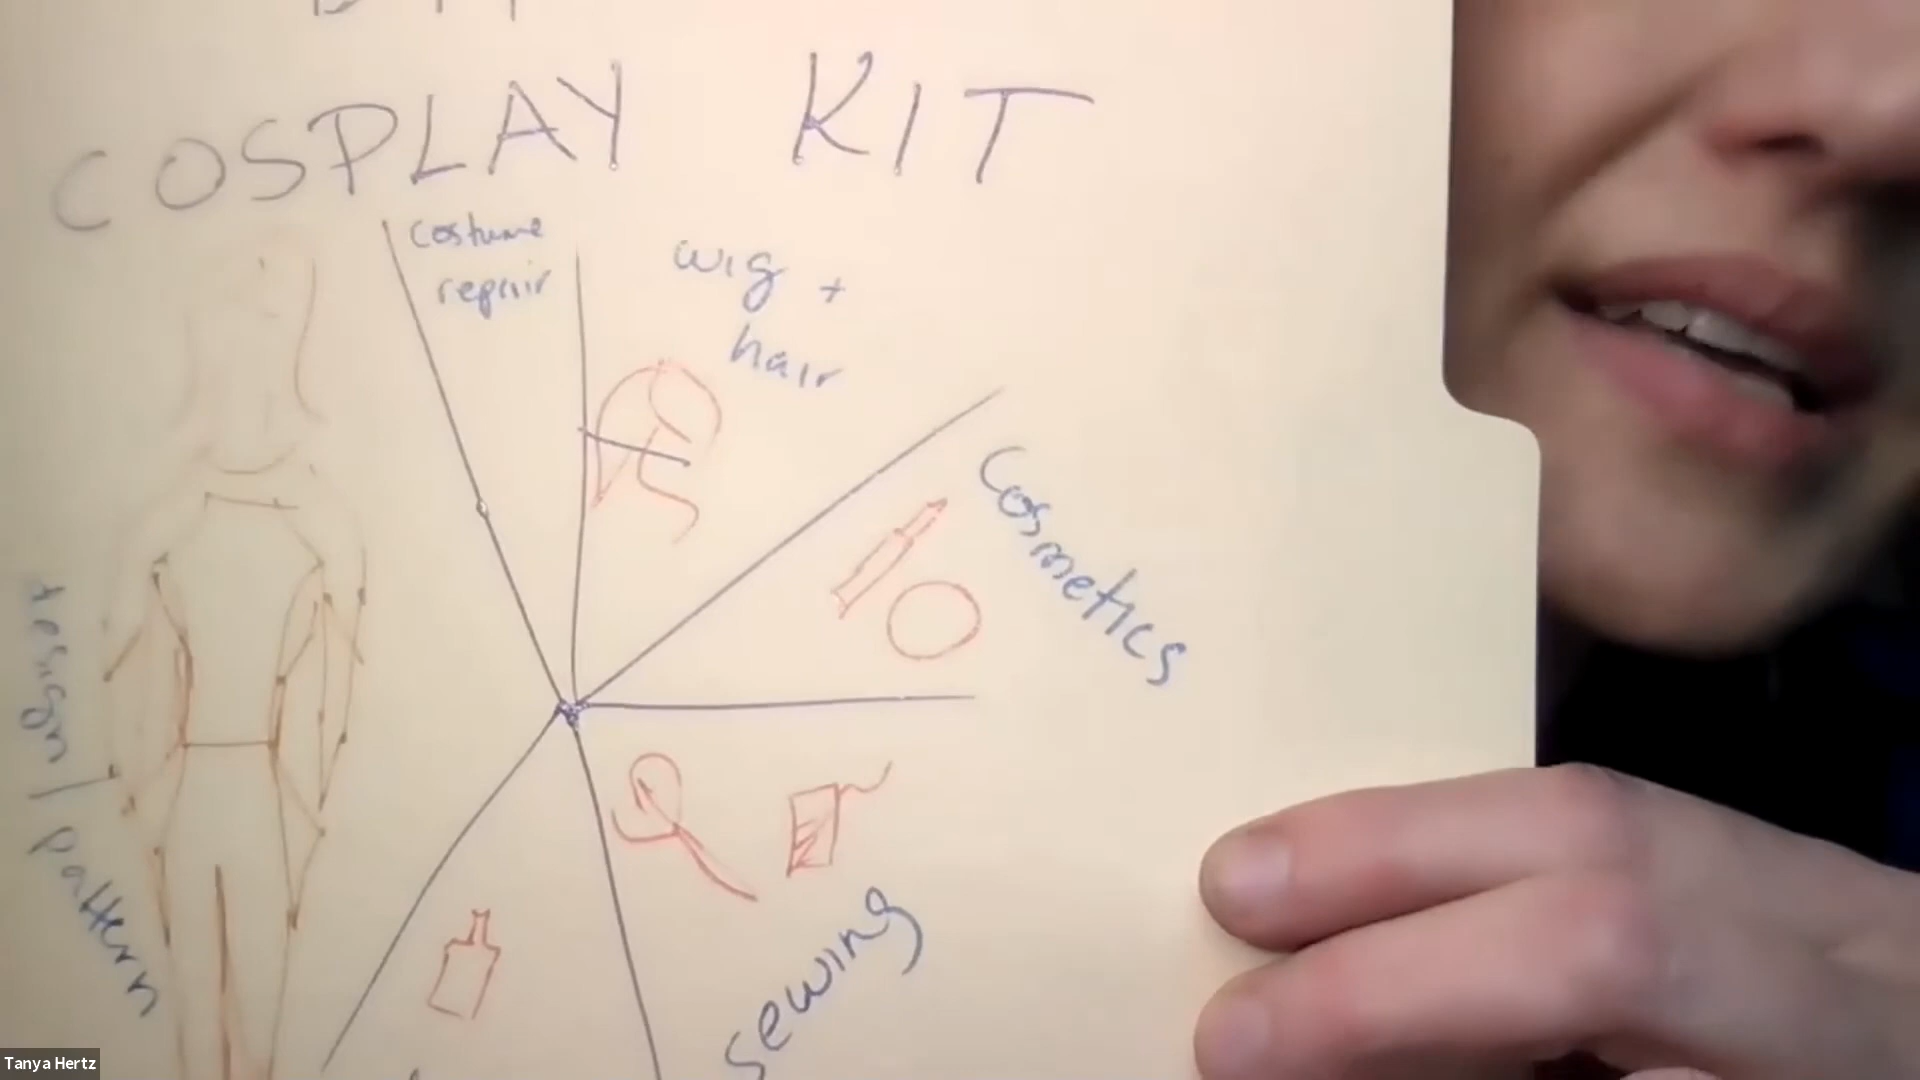 COSPLAY KIT
costume
repair
wig +
hair
Cosmetics
sewing
design / pattern
Tanya Hertz